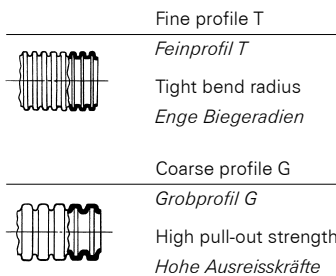 Fine profile T
Feinprofil T
Tight bend radius
Enge Biegeradien
Coarse profile G
Grobprofil G
High pull-out strength
Hohe Ausreisskräfte